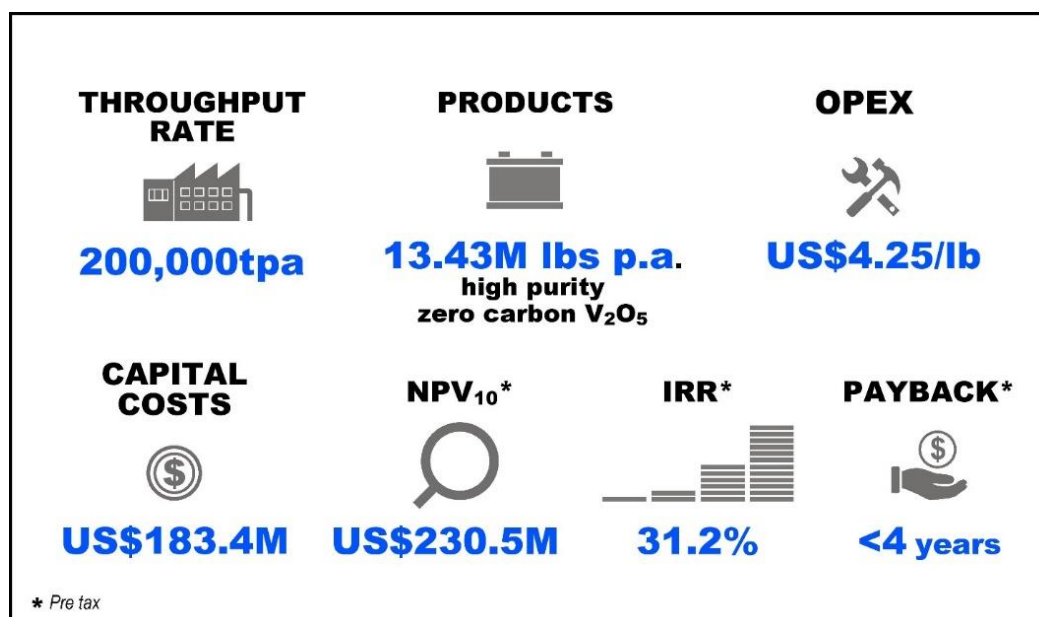 THROUGHPUT
RATE
200,000tpa
PRODUCTS
13.43M lbs p.a.
high purity
zero carbon V₂O₅
OPEX
US$4.25/lb
CAPITAL
COSTS
$
US$183.4M
NPV₁₀*
US$230.5M
IRR*
31.2%
PAYBACK*
$
<4 years
* Pre tax